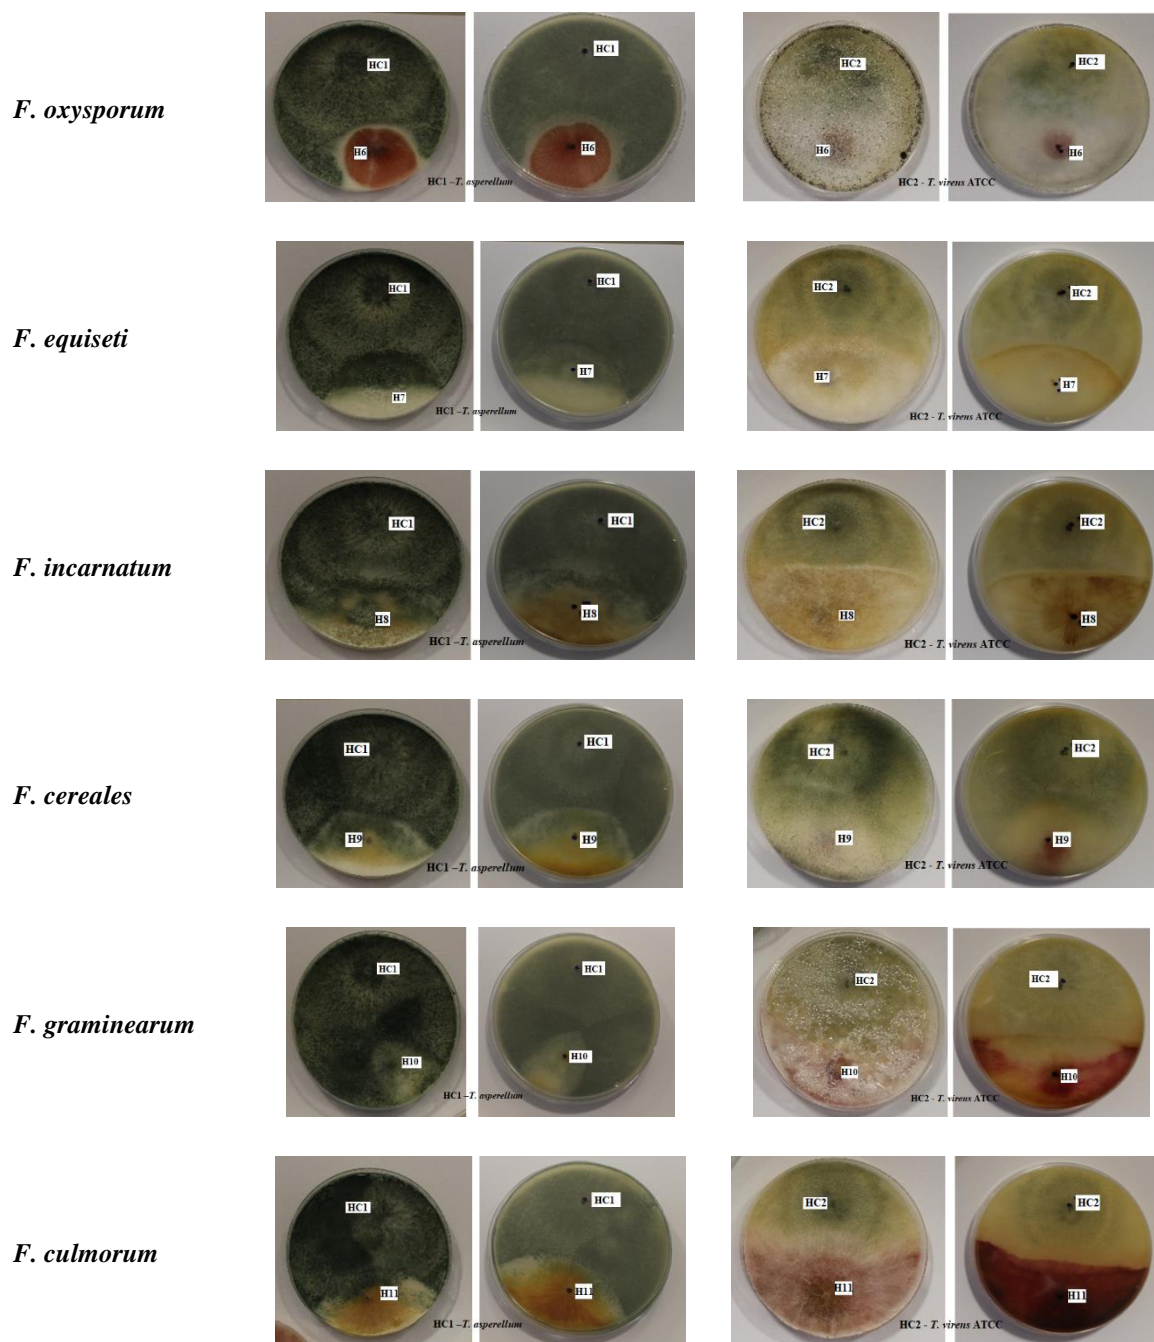 F. oxysporum
HC1
HC1
HC2
HC2
H6
H6
H6
H6
HC1 –T. asperellum
HC2 - T. virens ATCC
F. equiseti
HC1
HC1
HC2
HC2
H7
H7
H7
H7
HC1 –T. asperellum
HC2 - T. virens ATCC
F. incarnatum
HC1
HC1
HC2
HC2
H8
H8
H8
H8
HC1 –T. asperellum
HC2 - T. virens ATCC
F. cereales
HC1
HC1
HC2
HC2
H9
H9
H9
H9
HC1 –T. asperellum
HC2 - T. virens ATCC
F. graminearum
HC1
HC1
HC2
HC2
H10
H10
H10
H10
HC1 –T. asperellum
HC2 - T. virens ATCC
F. culmorum
HC1
HC1
HC2
HC2
H11
H11
H11
H11
HC1 –T. asperellum
HC2 - T. virens ATCC